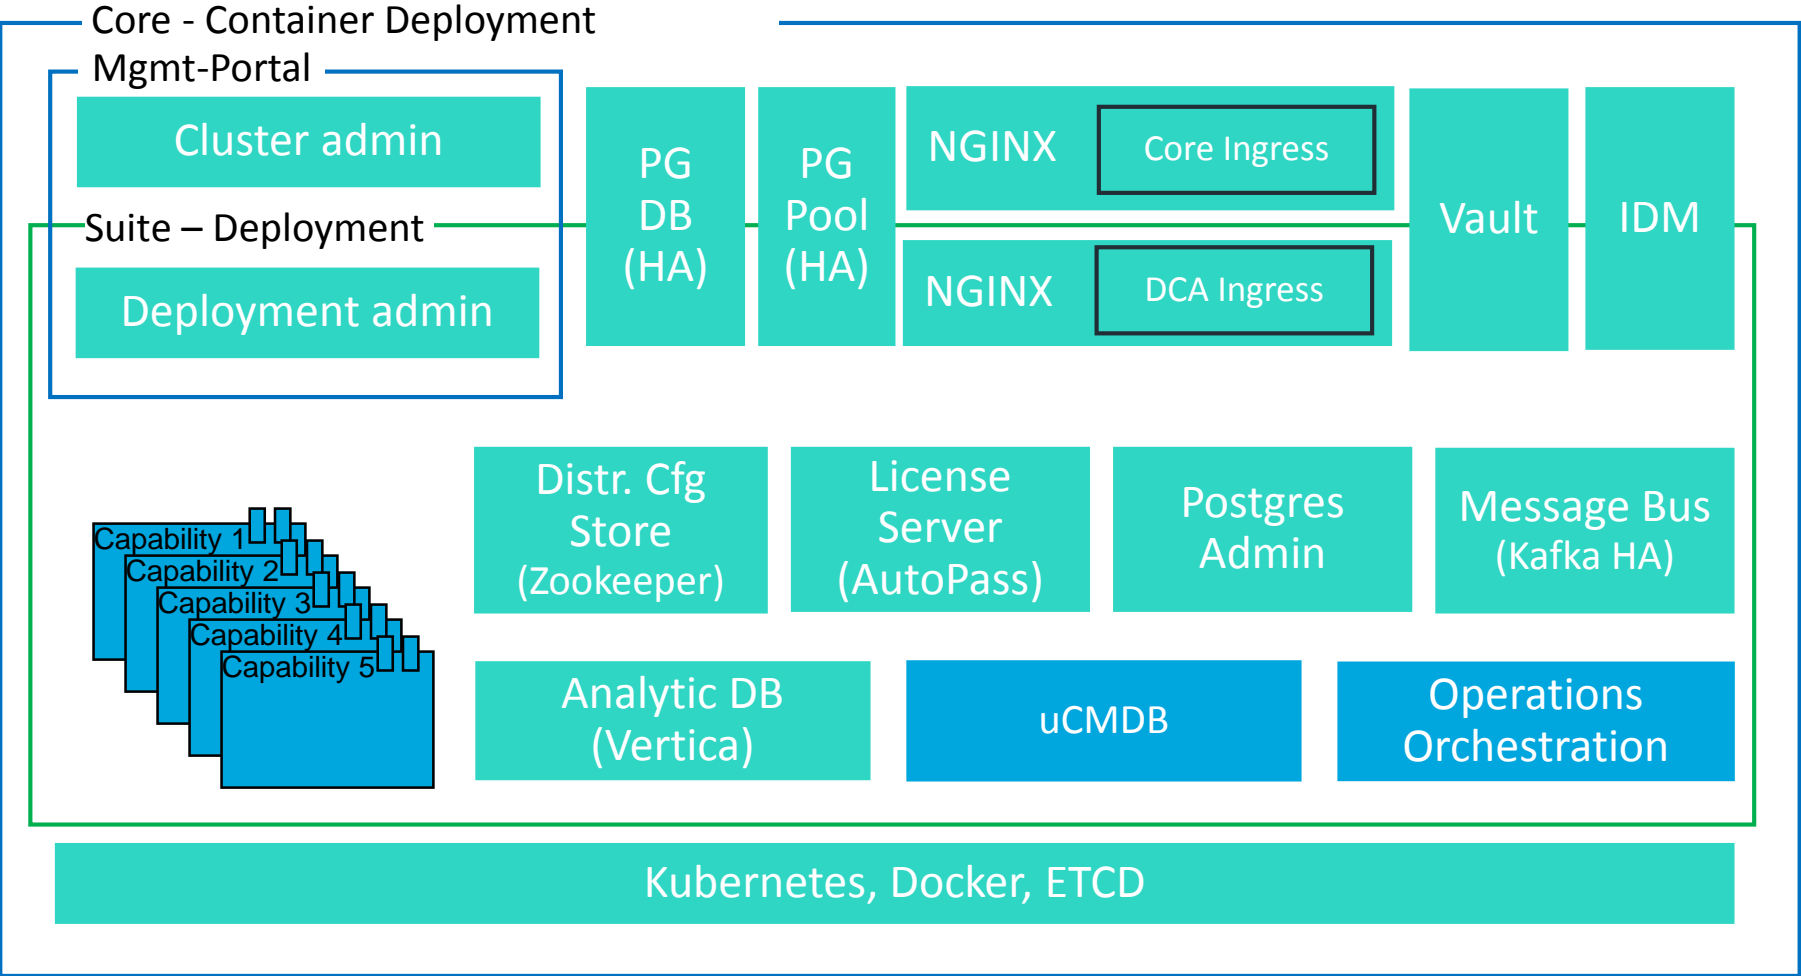 Core - Container Deployment
Mgmt-Portal
Cluster admin
Suite – Deployment
Deployment admin
PG
DB
(HA)
PG
Pool
(HA)
NGINX
Core Ingress
NGINX
DCA Ingress
Vault
IDM
Capability 1
Capability 2
Capability 3
Capability 4
Capability 5
Distr. Cfg
Store
(Zookeeper)
License
Server
(AutoPass)
Postgres
Admin
Message Bus
(Kafka HA)
Analytic DB
(Vertica)
uCMDB
Operations
Orchestration
Kubernetes, Docker, ETCD